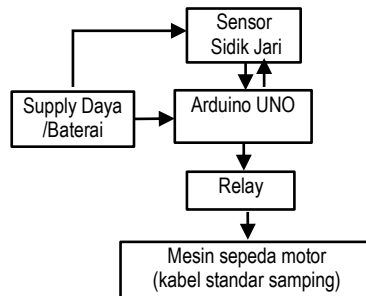 Sensor
Sidik Jari
Supply Daya
/Baterai
Arduino UNO
Relay
Mesin sepeda motor
(kabel standar samping)